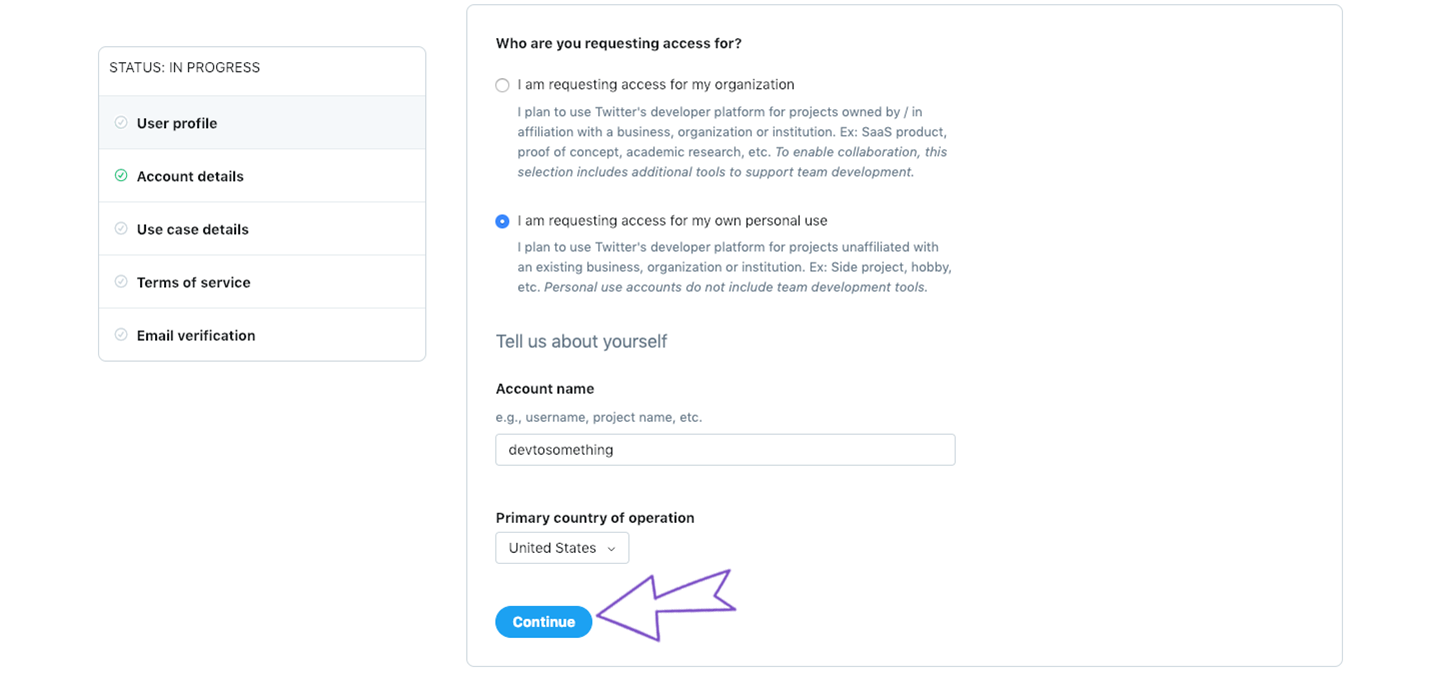 STATUS: IN PROGRESS
User profile
Account details
Use case details
Terms of service
Email verification
Who are you requesting access for?
I am requesting access for my organization
I plan to use Twitter's developer platform for projects owned by / in
affiliation with a business, organization or institution. Ex: SaaS product,
proof of concept, academic research, etc. To enable collaboration, this
selection includes additional tools to support team development.
I am requesting access for my own personal use
I plan to use Twitter's developer platform for projects unaffiliated with
an existing business, organization or institution. Ex: Side project, hobby,
etc. Personal use accounts do not include team development tools.
Tell us about yourself
Account name
e.g., username, project name, etc.
devtosomething
Primary country of operation
United States
Continue